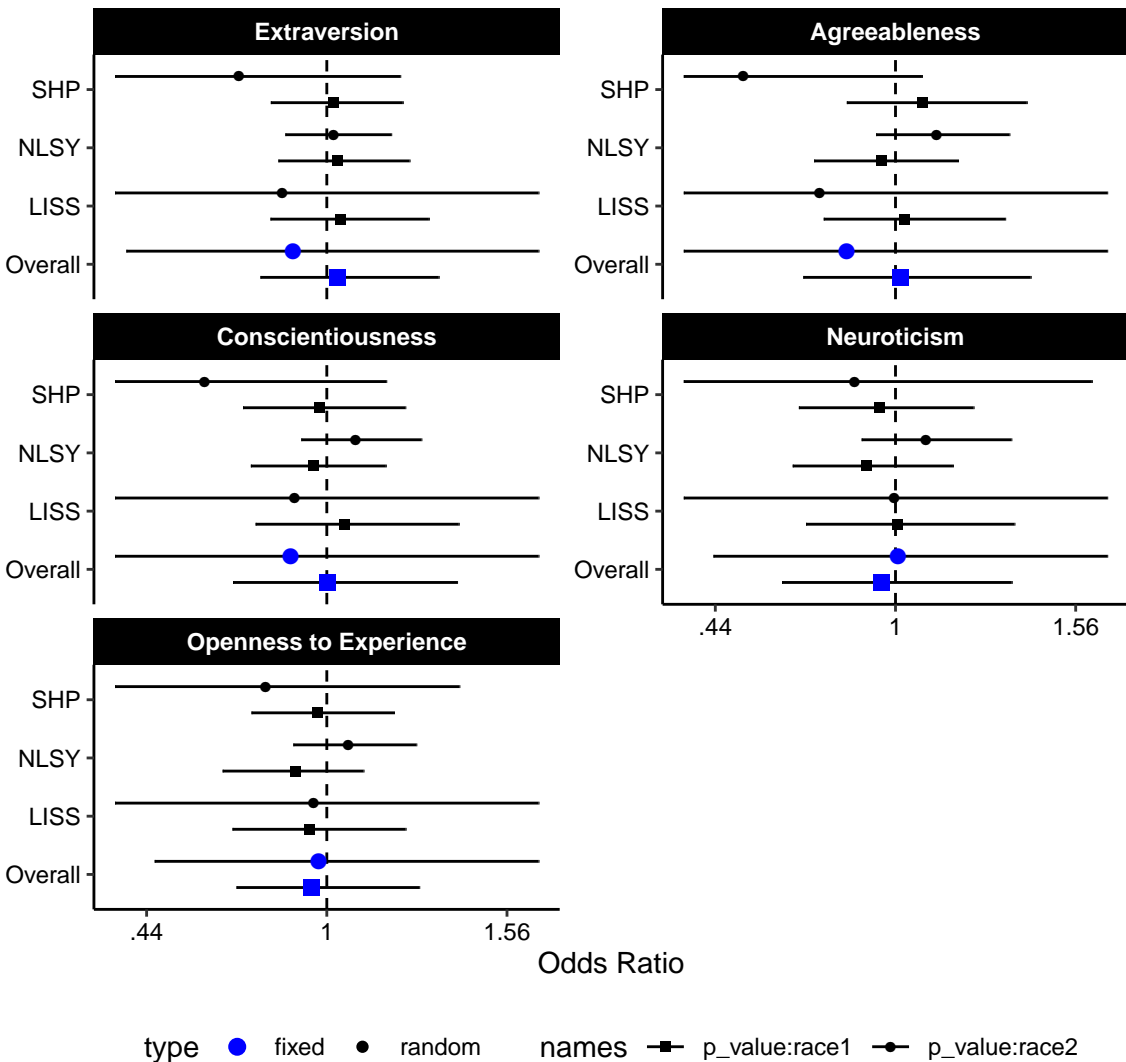 Extraversion
SHP
NLSY
LISS
Overall
Agreeableness
SHP
NLSY
LISS
Overall
Conscientiousness
SHP
NLSY
LISS
Overall
Neuroticism
SHP
NLSY
LISS
Overall
.44 1 1.56
Openness to Experience
SHP
NLSY
LISS
Overall
.44 1 1.56
Odds Ratio
type fixed random names p_value:race1 p_value:race2